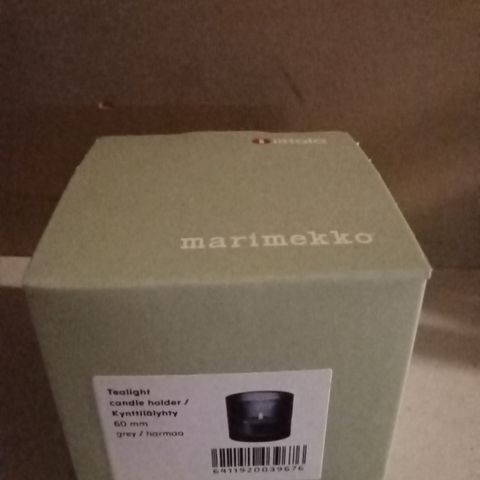 iittala
marimekko
Tealight
candle holder /
Kynttilälyhty
60 mm
grey / harmaa
6411920039676